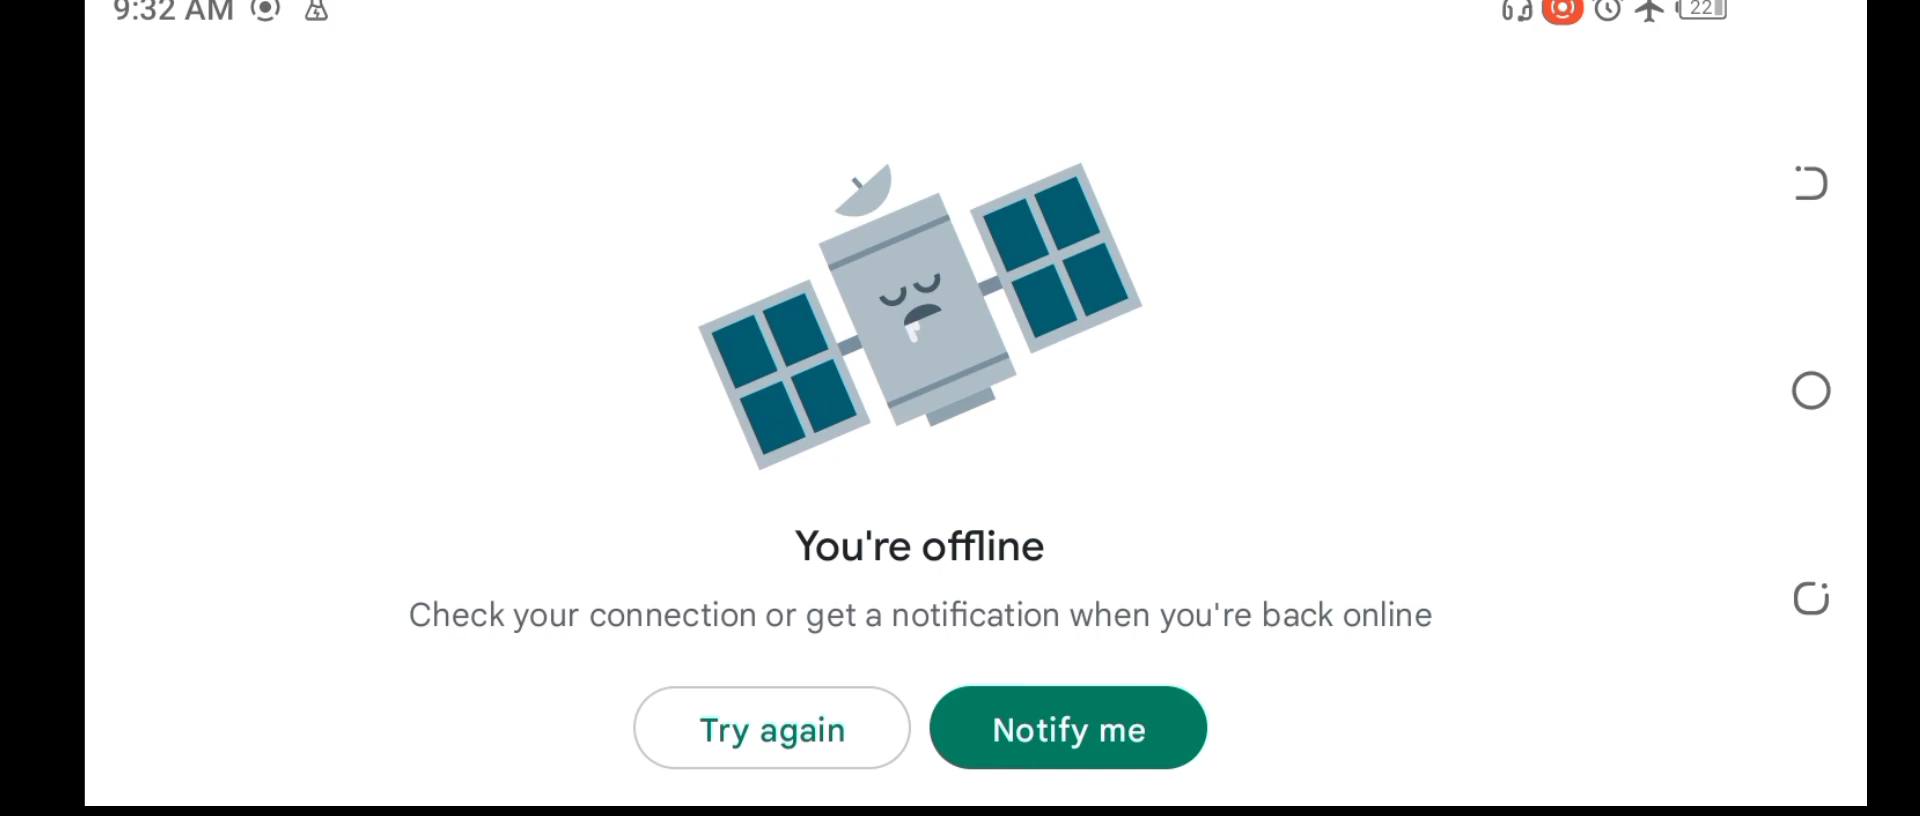 9:32 AM
22
You're offline
Check your connection or get a notification when you're back online
Try again
Notify me